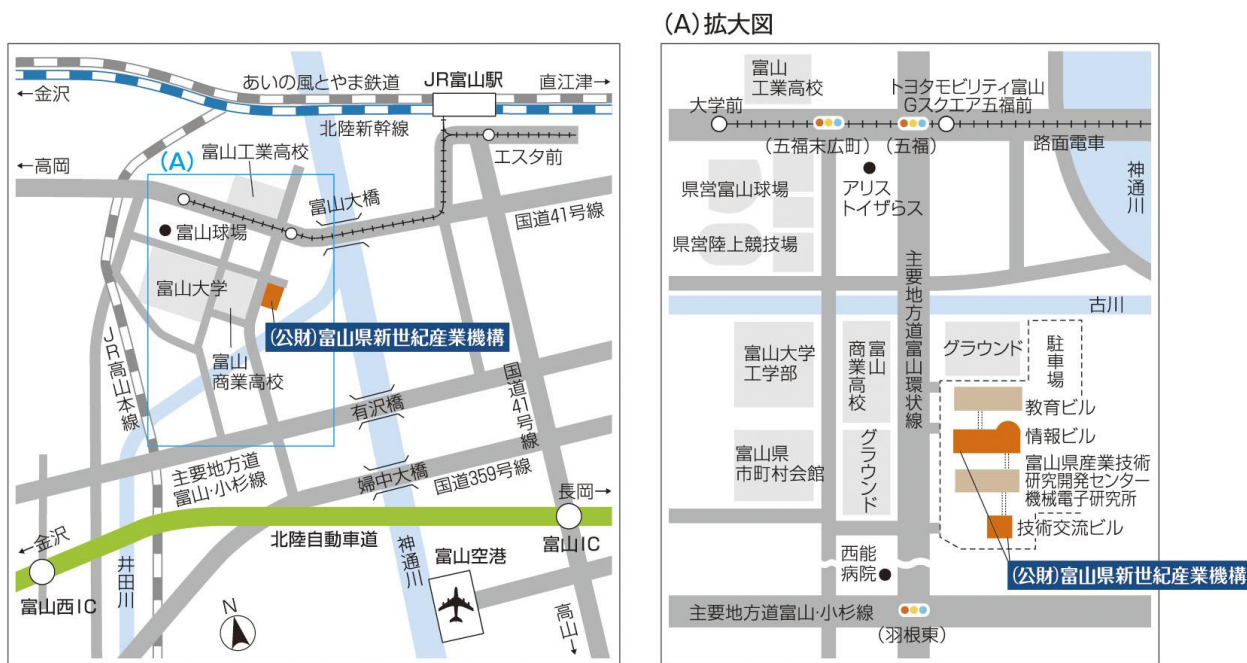 あいの風とやま鉄道
JR富山駅
直江津→
←金沢
北陸新幹線
(A)
富山工業高校
エスタ前
←高岡
富山大橋
国道41号線
富山球場
富山大学
(公財)富山県新世紀産業機構
富山
商業高校
JR高山本線
国道41号線
有沢橋
主要地方道
富山・小杉線
婦中大橋
国道359号線
長岡→
←金沢
北陸自動車道
富山IC
神通川
富山空港
富山西IC
井田川
N
高山→
(A)拡大図
富山
工業高校
トヨタモビリティ富山
Gスクエア五福前
大学前
(五福末広町)
(五福)
路面電車
神通川
県営富山球場
アリス
トイザらス
県営陸上競技場
主要地方道富山環状線
古川
富山大学
工学部
富山
商業高校
グラウンド
駐車場
教育ビル
情報ビル
富山県
市町村会館
グラウンド
富山県産業技術
研究開発センター
機械電子研究所
技術交流ビル
西能
病院
(公財)富山県新世紀産業機構
主要地方道富山・小杉線
(羽根東)